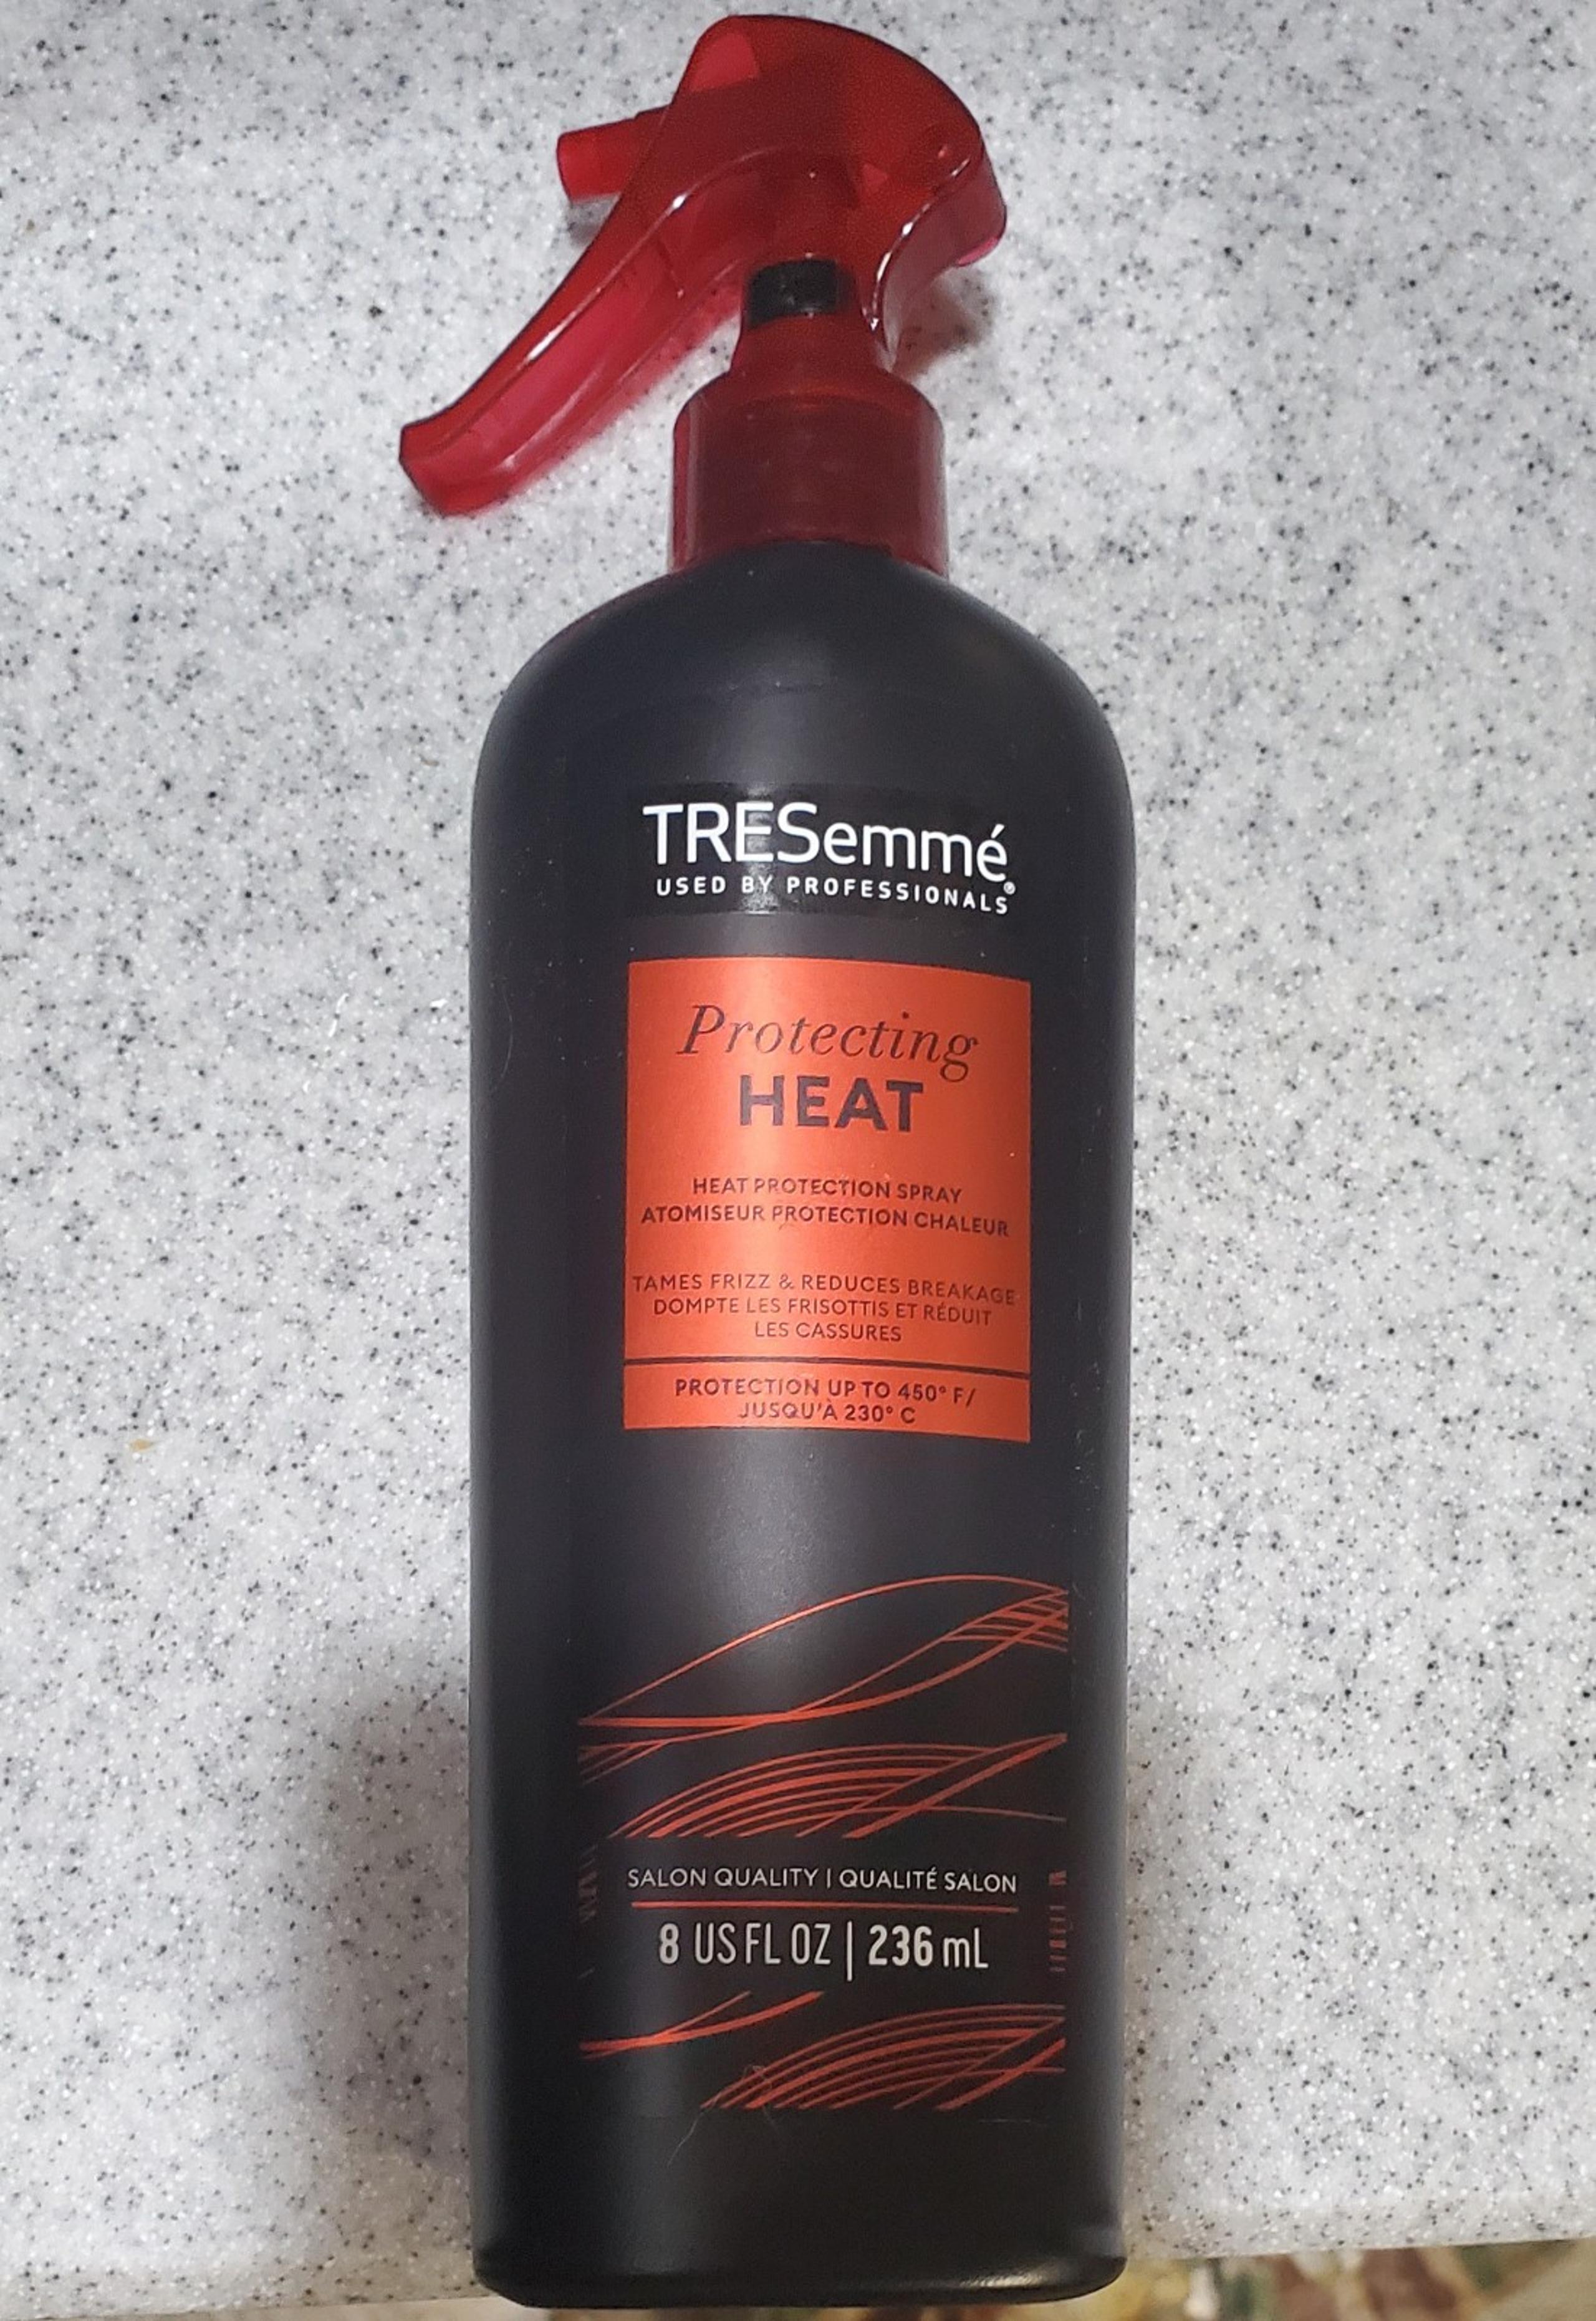 TRESemmé
USED BY PROFESSIONALS®
Protecting
HEAT
HEAT PROTECTION SPRAY
ATOMISEUR PROTECTION CHALEUR
TAMES FRIZZ & REDUCES BREAKAGE
DOMPTE LES FRISOTTIS ET RÉDUIT
LES CASSURES
PROTECTION UP TO 450° F/
JUSQU'À 230° C
SALON QUALITY | QUALITÉ SALON
8 US FL OZ | 236 mL